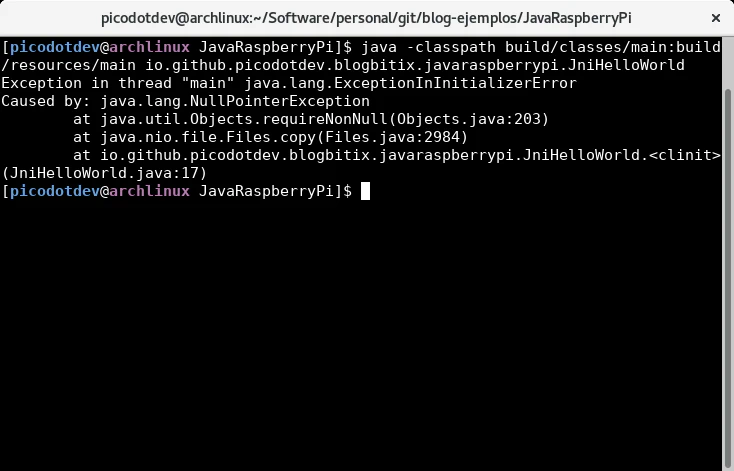 picodotdev@archlinux:~/Software/personal/git/blog-ejemplos/JavaRaspberryPi
[picodotdev@archlinux JavaRaspberryPi]$ java -classpath build/classes/main:build
/resources/main io.github.picodotdev.blogbitix.javaraspberrypi.JniHelloWorld
Exception in thread "main" java.lang.ExceptionInInitializerError
Caused by: java.lang.NullPointerException
        at java.util.Objects.requireNonNull(Objects.java:203)
        at java.nio.file.Files.copy(Files.java:2984)
        at io.github.picodotdev.blogbitix.javaraspberrypi.JniHelloWorld.<clinit>
(JniHelloWorld.java:17)
[picodotdev@archlinux JavaRaspberryPi]$